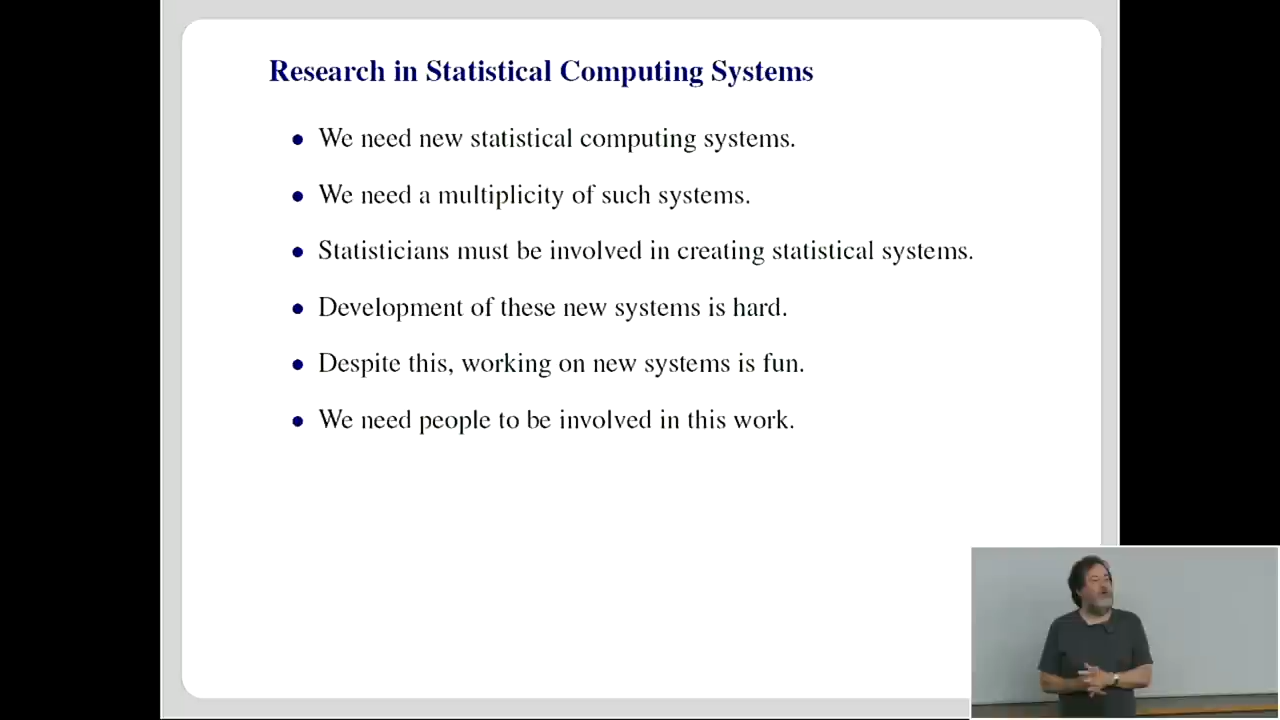 Research in Statistical Computing Systems
We need new statistical computing systems.
We need a multiplicity of such systems.
Statisticians must be involved in creating statistical systems.
Development of these new systems is hard.
Despite this, working on new systems is fun.
We need people to be involved in this work.